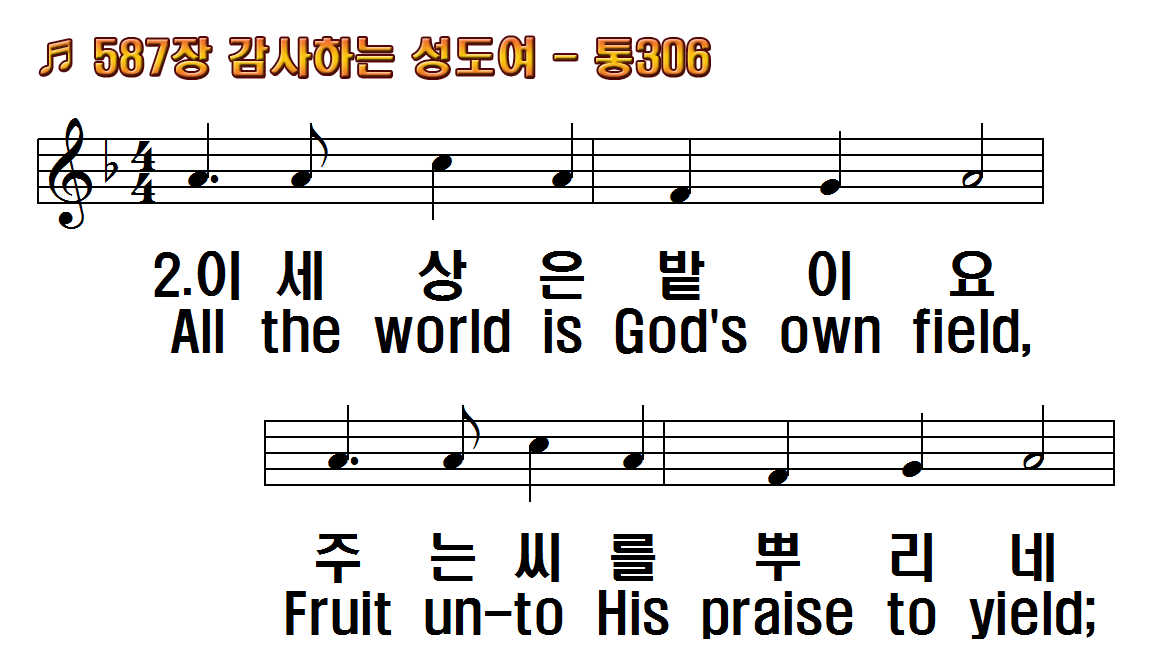 ♬ 587장 감사하는 성도여 - 통306
4
4
2.이 세 상 은 밭 이 요
All the world is God's own field,
주 는 씨 를 뿌 리 네
Fruit un-to His praise to yield;